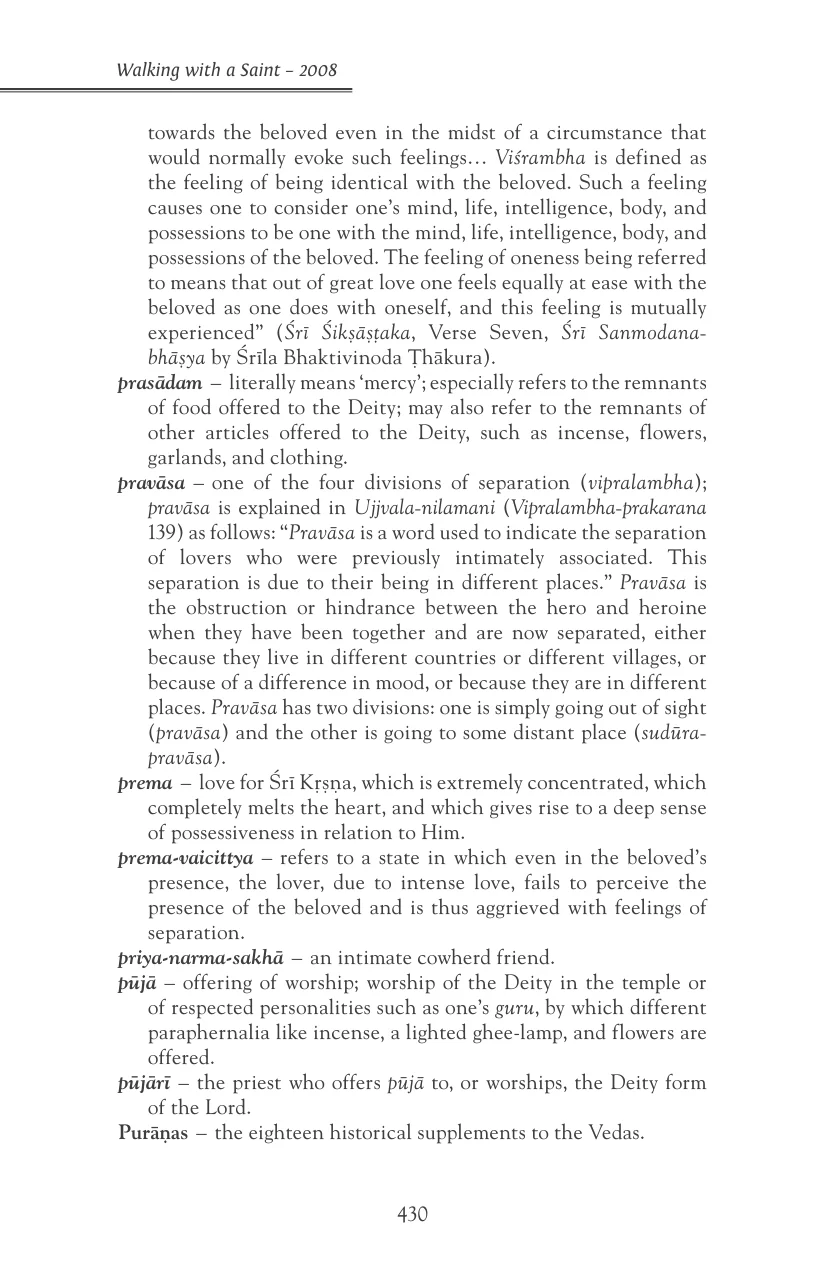 Walking with a Saint – 2008
towards the beloved even in the midst of a circumstance that
would normally evoke such feelings… Viśrambha is defined as
the feeling of being identical with the beloved. Such a feeling
causes one to consider one’s mind, life, intelligence, body, and
possessions to be one with the mind, life, intelligence, body, and
possessions of the beloved. The feeling of oneness being referred
to means that out of great love one feels equally at ease with the
beloved as one does with oneself, and this feeling is mutually
experienced” (Śrī Śikṣāṣṭaka, Verse Seven, Śrī Sanmodana-
bhāṣya by Śrīla Bhaktivinoda Ṭhākura).
prasādam – literally means ‘mercy’; especially refers to the remnants
of food offered to the Deity; may also refer to the remnants of
other articles offered to the Deity, such as incense, flowers,
garlands, and clothing.
pravāsa – one of the four divisions of separation (vipralambha);
pravāsa is explained in Ujjvala-nilamani (Vipralambha-prakarana
139) as follows: “Pravāsa is a word used to indicate the separation
of lovers who were previously intimately associated. This
separation is due to their being in different places.” Pravāsa is
the obstruction or hindrance between the hero and heroine
when they have been together and are now separated, either
because they live in different countries or different villages, or
because of a difference in mood, or because they are in different
places. Pravāsa has two divisions: one is simply going out of sight
(pravāsa) and the other is going to some distant place (sudūra-
pravāsa).
prema – love for Śrī Kṛṣṇa, which is extremely concentrated, which
completely melts the heart, and which gives rise to a deep sense
of possessiveness in relation to Him.
prema-vaicittya – refers to a state in which even in the beloved’s
presence, the lover, due to intense love, fails to perceive the
presence of the beloved and is thus aggrieved with feelings of
separation.
priya-narma-sakhā – an intimate cowherd friend.
pūjā – offering of worship; worship of the Deity in the temple or
of respected personalities such as one’s guru, by which different
paraphernalia like incense, a lighted ghee-lamp, and flowers are
offered.
pūjārī – the priest who offers pūjā to, or worships, the Deity form
of the Lord.
Purāṇas – the eighteen historical supplements to the Vedas.
430